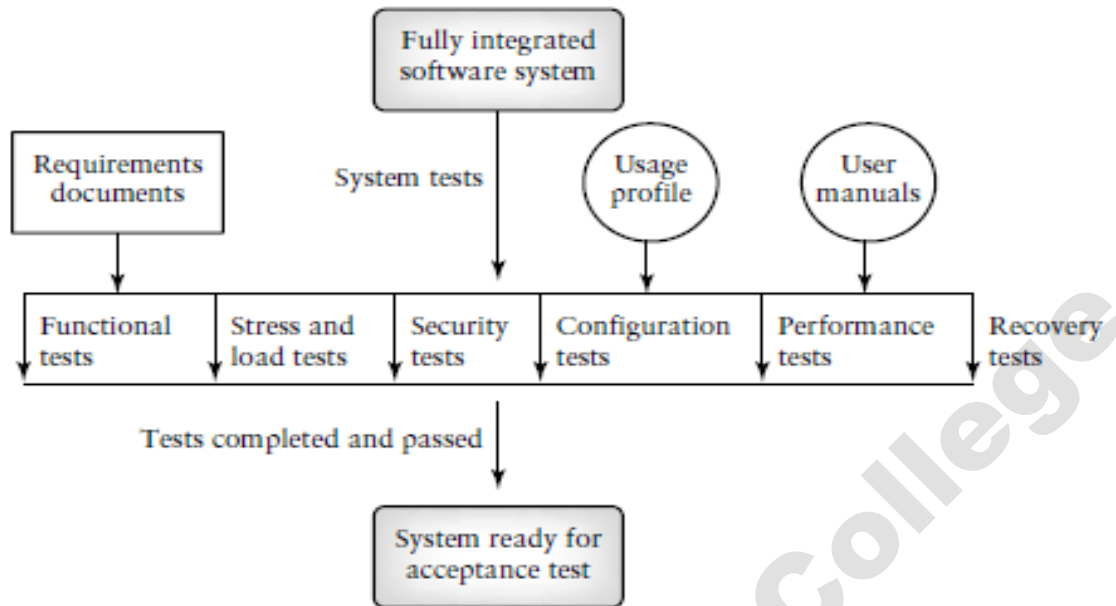 Fully integrated
software system
Requirements
documents
System tests
Usage
profile
User
manuals
Functional
tests
Stress and
load tests
Security
tests
Configuration
tests
Performance
tests
Recovery
tests
Tests completed and passed
System ready for
acceptance test
College